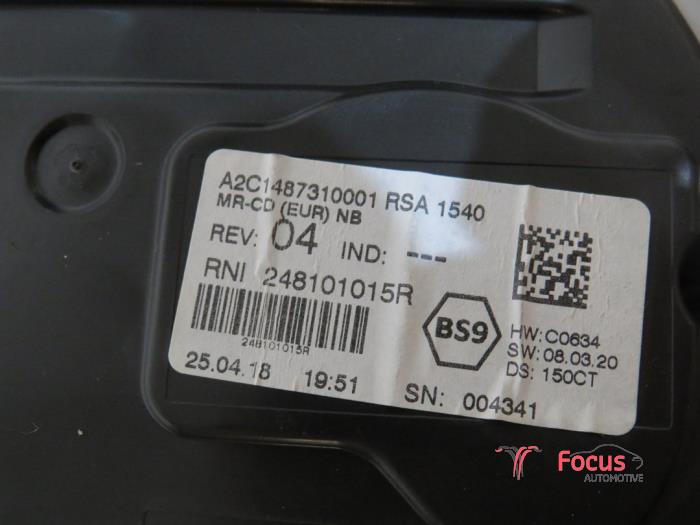 A2C1487310001 RSA 1540
MR-CD (EUR) NB
REV: 04 IND: ---
RNI 248101015R
248101015R
25.04.18 19:51
BS9
HW:C0634
SW:08.03.20
DS: 150CT
SN: 004341
Focus
AUTOMOTIVE